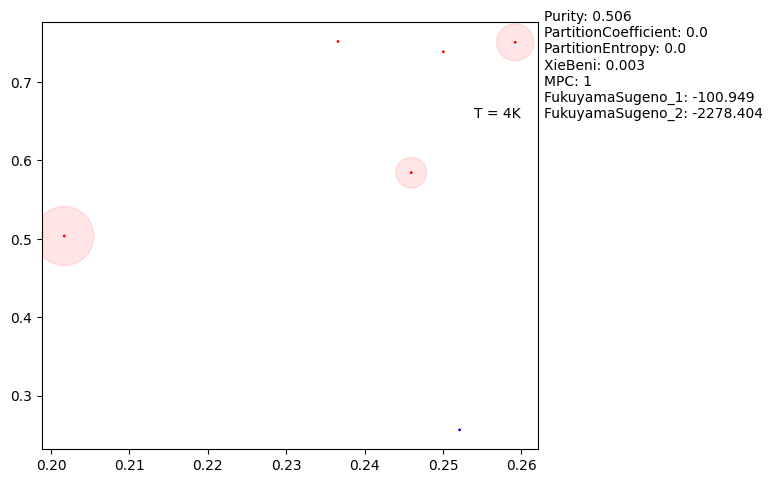 Purity: 0.506
PartitionCoefficient: 0.0
PartitionEntropy: 0.0
XieBeni: 0.003
MPC: 1
FukuyamaSugeno_1: -100.949
FukuyamaSugeno_2: -2278.404
T = 4K
0.7
0.6
0.5
0.4
0.3
0.20 0.21 0.22 0.23 0.24 0.25 0.26